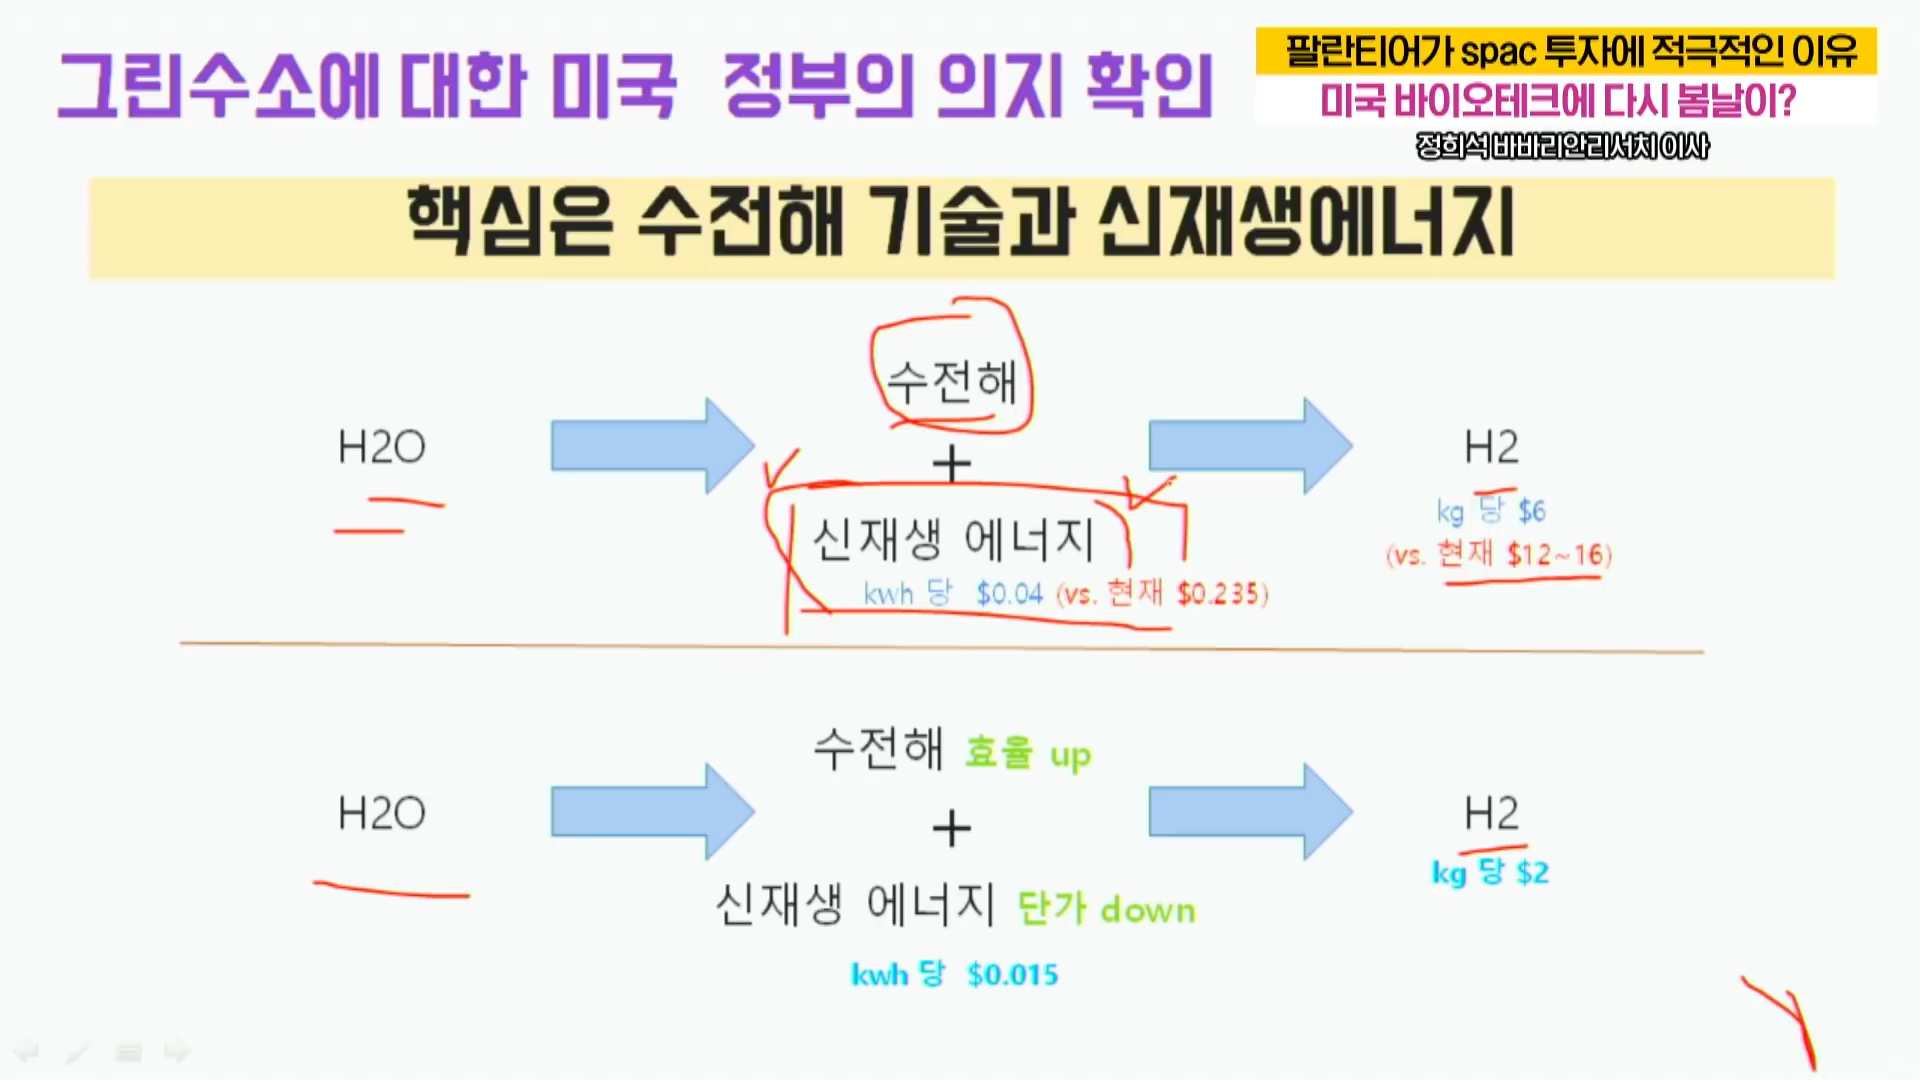 그린수소에 대한 미국 정부의 의지 확인
팔란티어가 spac 투자에 적극적인 이유
미국 바이오테크에 다시 봄날이?
정희석 바바리안리서치 이사
핵심은 수전해 기술과 신재생에너지
수전해
H2O
+
H2
신재생 에너지
kg 당 $6
(vs. 현재 $12~16)
kwh 당 $0.04 (vs. 현재 $0.235)
수전해 효율 up
H2O
+
H2
kg 당 $2
신재생 에너지 단가 down
kwh 당 $0.015